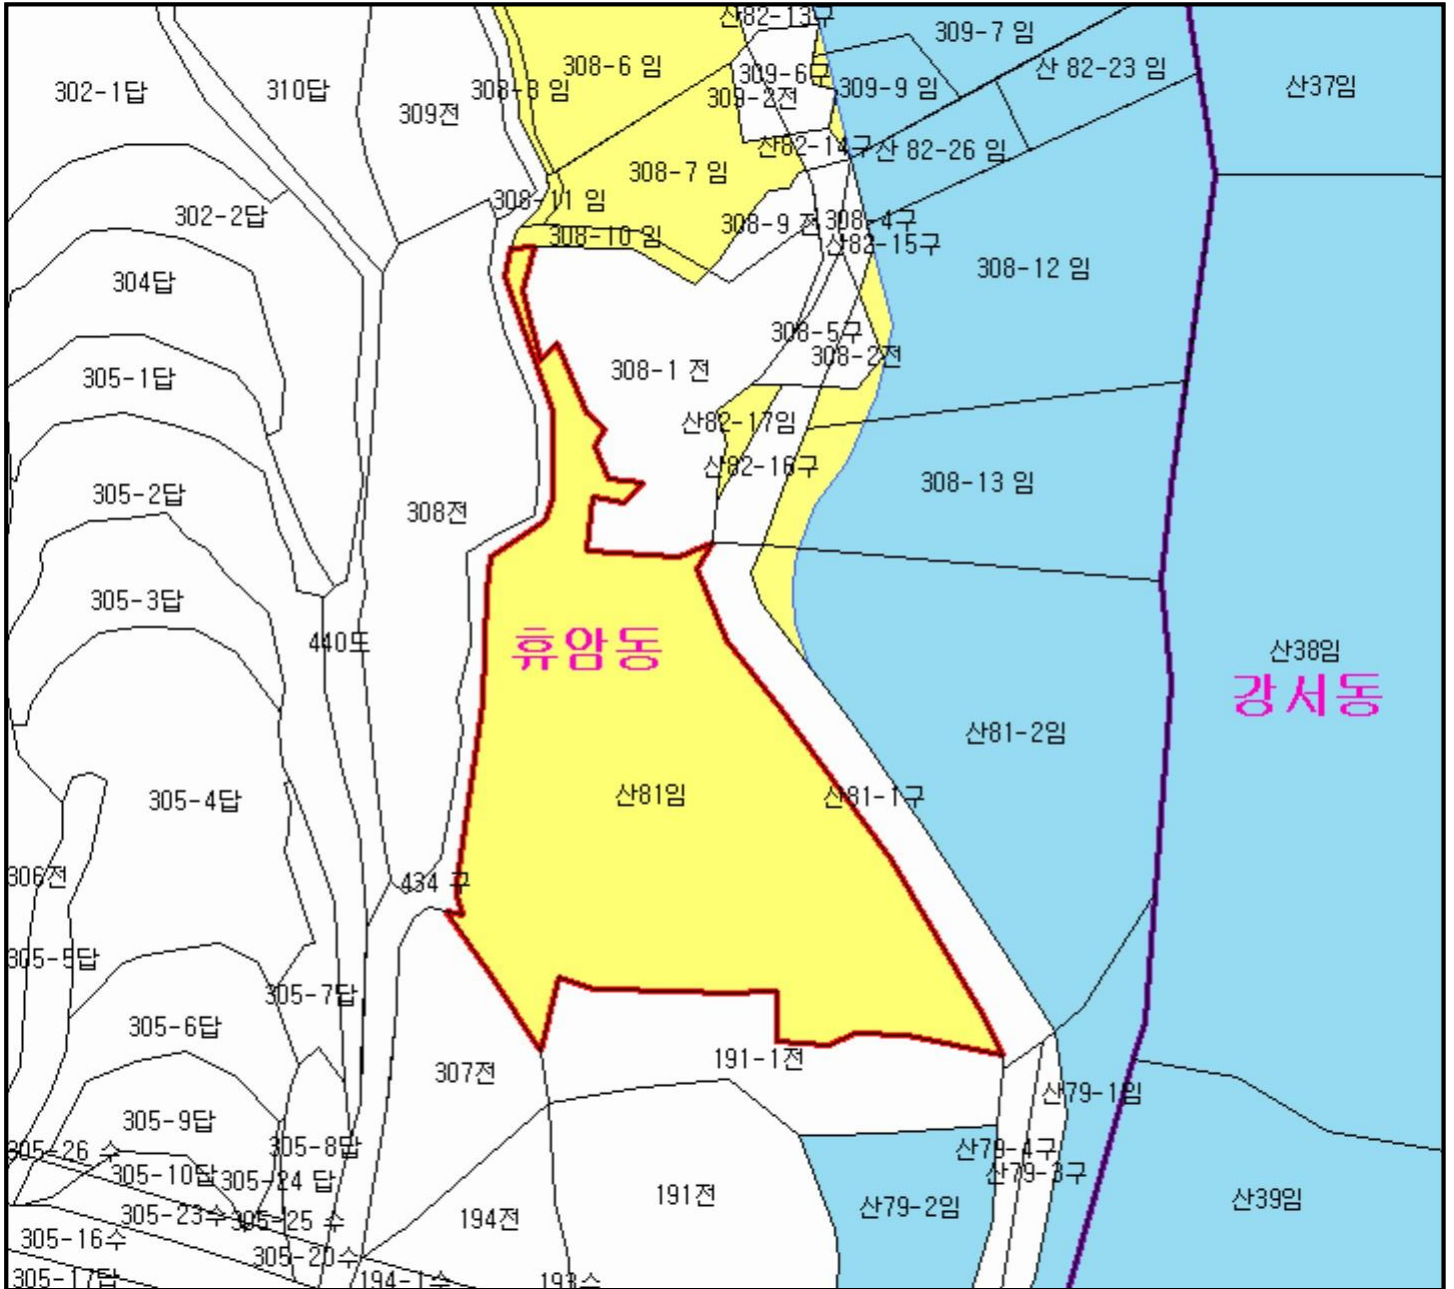 산82-13구
309-7 임
308-6 임
산 82-23 임
302-1답
310답
308-8 임
309-6구
309-9 임
산37임
309전
309-2전
산82-14구
산 82-26 임
308-7 임
308-11 임
302-2답
308-9 전
308-4구
308-10 임
산82-15구
304답
308-12 임
308-5구
308-2전
308-1 전
305-1답
산82-17임
산82-16구
305-2답
308전
308-13 임
305-3답
440도
휴암동
산38임
강서동
산81-2임
305-4답
산81임
산81-1구
306전
434 구
305-5답
305-7답
305-6답
191-1전
307전
산79-1임
305-9답
305-26 수
305-8답
산79-4구
305-10답
305-24 답
산79-3구
191전
산79-2임
산39임
305-23수
305-25 수
194전
305-16수
305-20수
305-17답
194-1수
193수